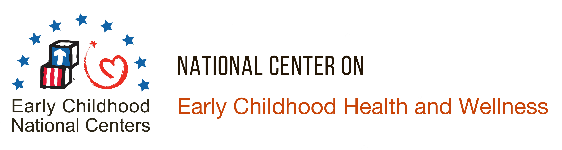 Early Childhood
National Centers
NATIONAL CENTER ON
Early Childhood Health and Wellness